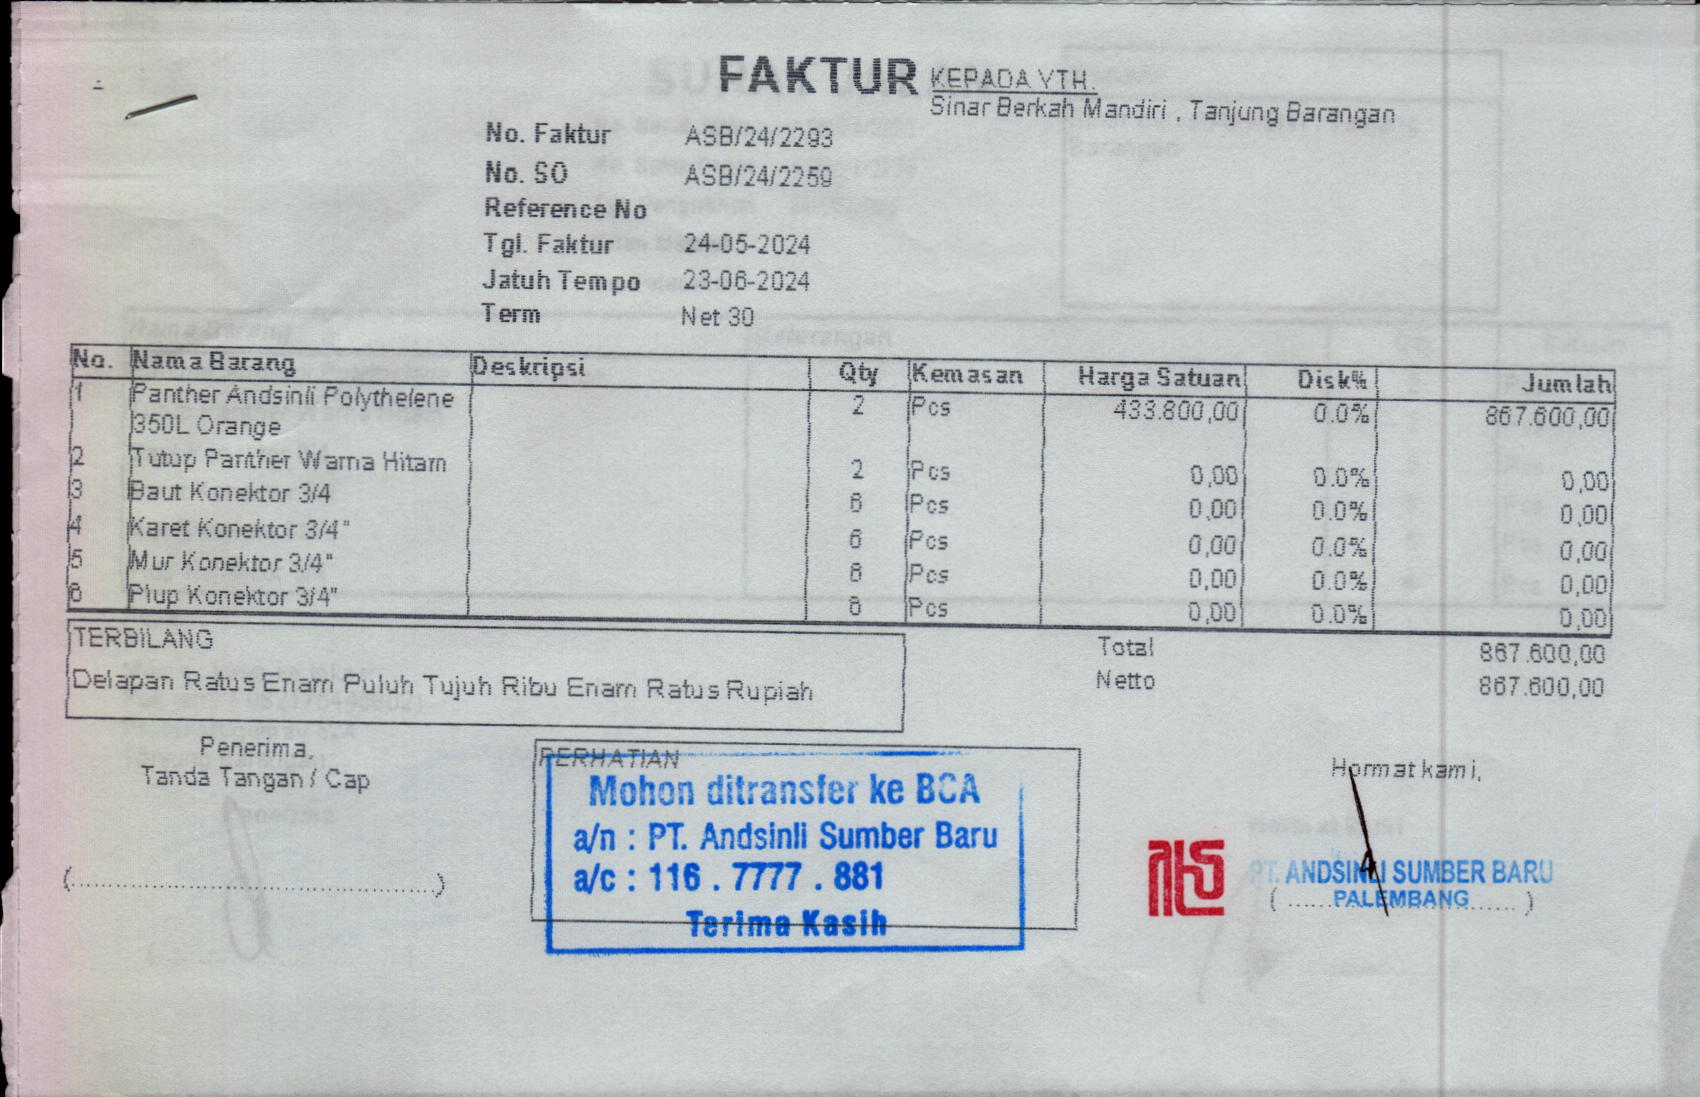 FAKTUR
KEPADA YTH.
Sinar Berkah Mandiri , Tanjung Barangan
No. Faktur ASB/24/2293
No. SO ASB/24/2259
Reference No
Tgl. Faktur 24-05-2024
Jatuh Tempo 23-06-2024
Term Net 30
No. Nama Barang Deskripsi Qty Kemasan Harga Satuan Disk% Jumlah
1 Panther Andsinli Polythelene 2 Pcs 433.800,00 0.0% 867.600,00
350L Orange
2 Tutup Panther Warna Hitam 2 Pcs 0,00 0.0% 0,00
3 Baut Konektor 3/4 6 Pcs 0,00 0.0% 0,00
4 Karet Konektor 3/4" 6 Pcs 0,00 0.0% 0,00
5 Mur Konektor 3/4" 6 Pcs 0,00 0.0% 0,00
6 Plup Konektor 3/4" 6 Pcs 0,00 0.0% 0,00
TERBILANG
Delapan Ratus Enam Puluh Tujuh Ribu Enam Ratus Rupiah
Total 867.600,00
Netto 867.600,00
Penerima,
Tanda Tangan / Cap
PERHATIAN
Mohon ditransfer ke BCA
a/n : PT. Andsinli Sumber Baru
a/c : 116 . 7777 . 881
Terima Kasih
Hormat kami,
PT. ANDSINLI SUMBER BARU
PALEMBANG